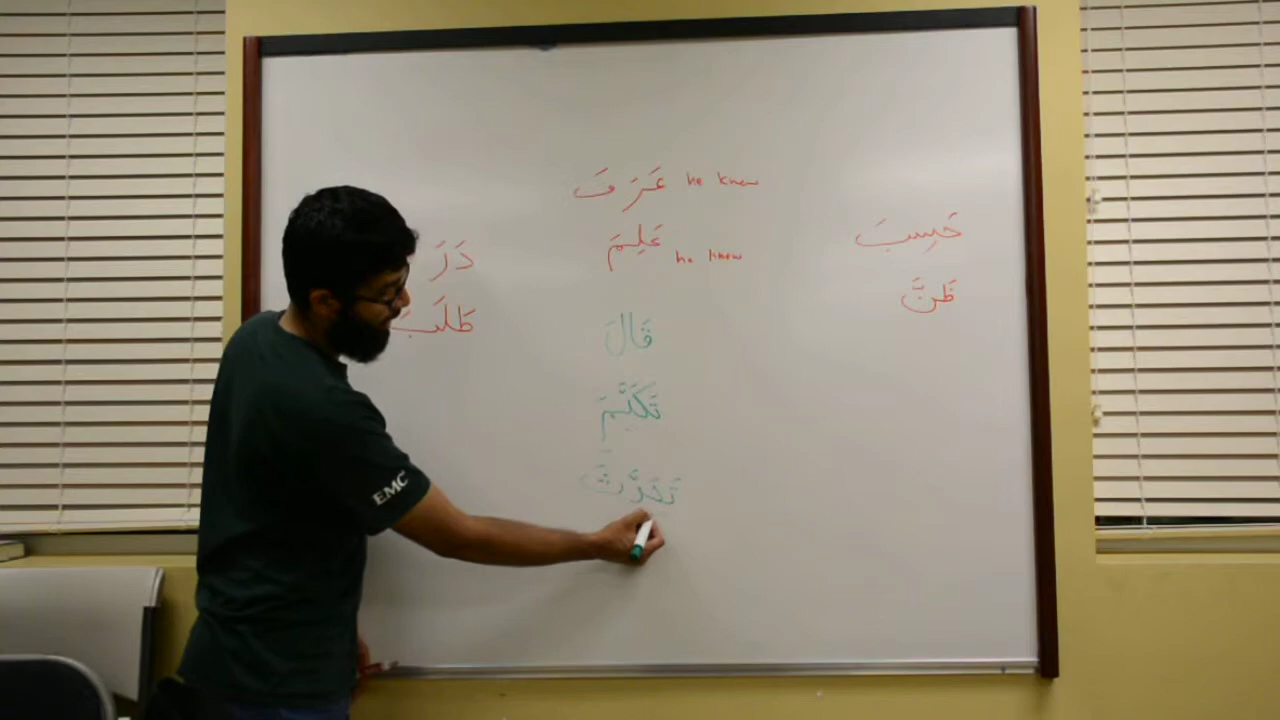 عَرَفَ he knew
عَلِمَ he knew
قَالَ
تَكَلَّمَ
تَحَدَّثَ
حَسِبَ
ظَنَّ
طَلَبَ
EMC